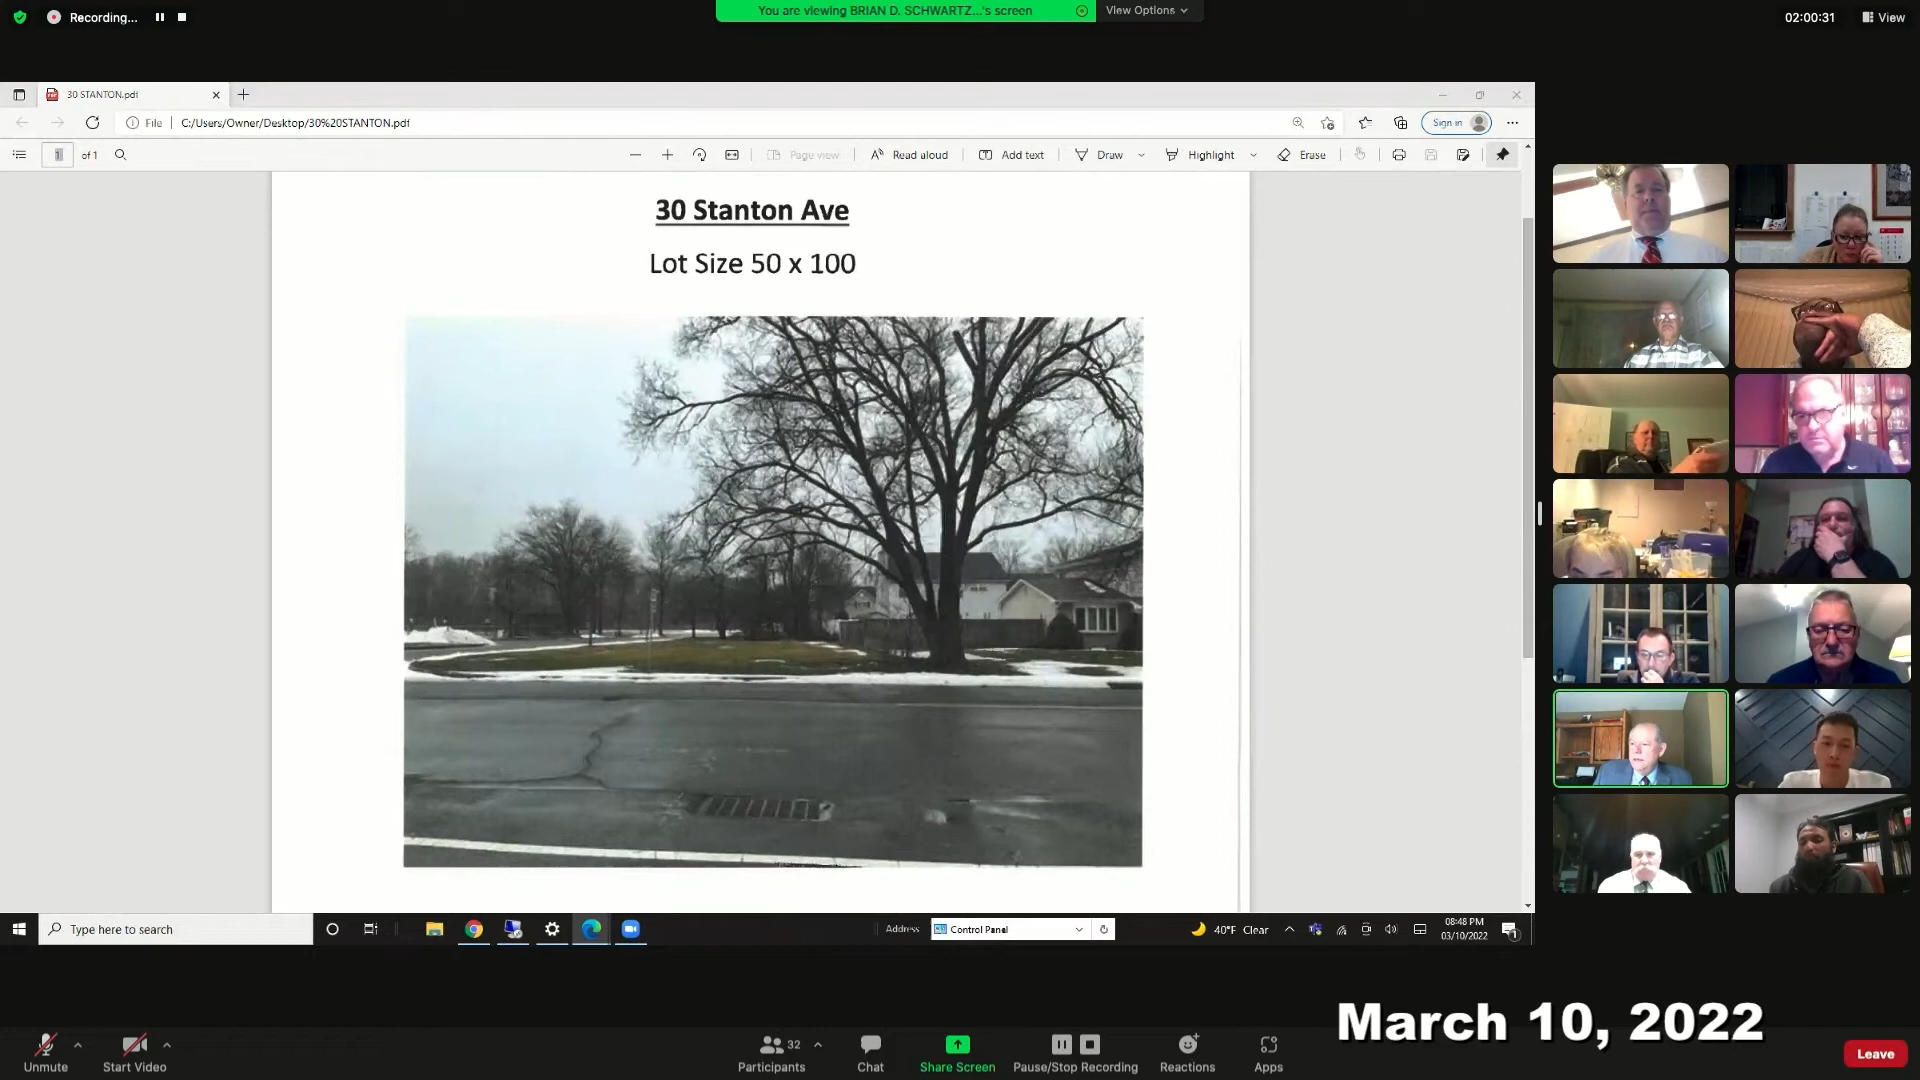 Recording...
You are viewing BRIAN D. SCHWARTZ...'s screen
View Options
02:00:31
View
30 STANTON.pdf
File
C:/Users/Owner/Desktop/30%20STANTON.pdf
Sign in
1
of 1
Page view
Read aloud
Add text
Draw
Highlight
Erase
30 Stanton Ave
Lot Size 50 x 100
Type here to search
Address
Control Panel
40°F Clear
08:48 PM
03/10/2022
1
March 10, 2022
Unmute
Start Video
32
Participants
Chat
Share Screen
Pause/Stop Recording
Reactions
Apps
Leave